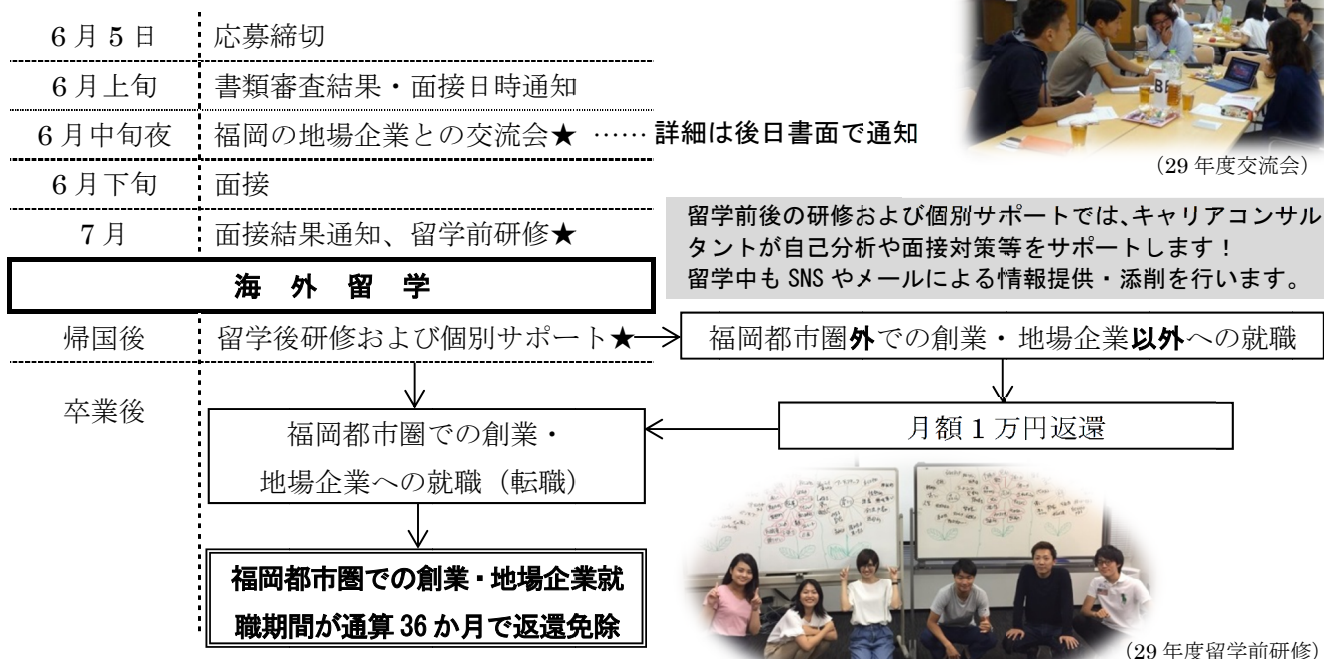 6月5日 応募締切
6月上旬 書類審査結果・面接日時通知
6月中旬夜 福岡の地場企業との交流会★ ……詳細は後日書面で通知
(29年度交流会)
6月下旬 面接
7月 面接結果通知、留学前研修★
留学前後の研修および個別サポートでは、キャリアコンサル
タントが自己分析や面接対策等をサポートします！
留学中も SNS やメールによる情報提供・添削を行います。
海 外 留 学
帰国後 留学後研修および個別サポート★
福岡都市圏外での創業・地場企業以外への就職
卒業後
月額1万円返還
福岡都市圏での創業・
地場企業への就職（転職）
福岡都市圏での創業・地場企業就
職期間が通算 36 か月で返還免除
(29年度留学前研修)